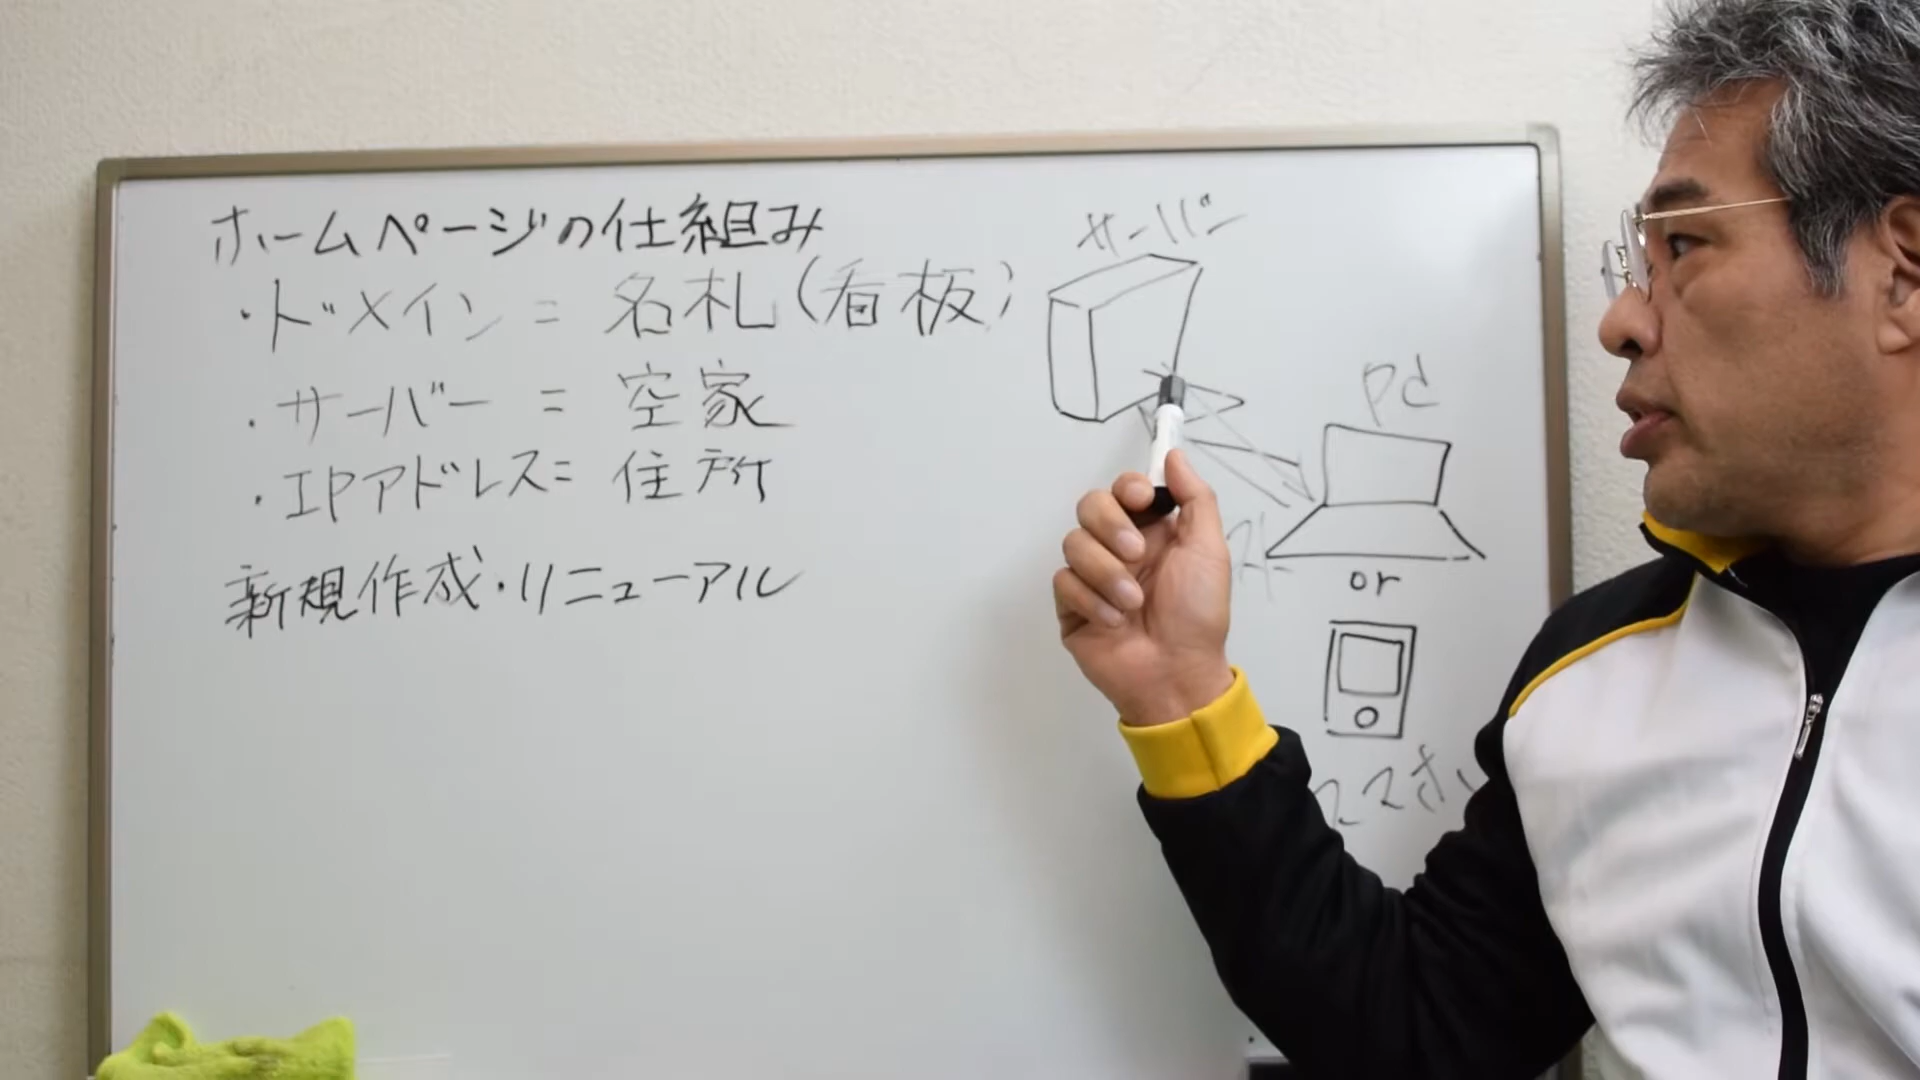 ホームページの仕組み
・ドメイン = 名札(看板)
・サーバー = 空家
・IPアドレス= 住所
新規作成・リニューアル
サーバー
PC
or